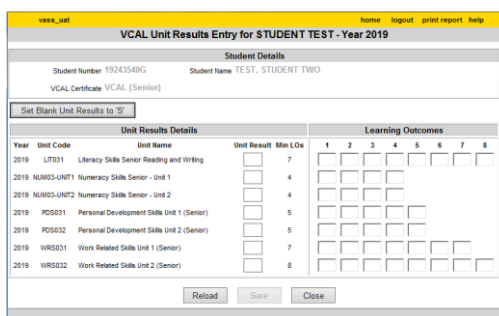 vass_uat home logout print report help
VCAL Unit Results Entry for STUDENT TEST - Year 2019
Student Details
Student Number 19243540G Student Name TEST, STUDENT TWO
VCAL Certificate VCAL (Senior)
Set Blank Unit Results to 'S'
Unit Results Details Learning Outcomes
Year Unit Code Unit Name Unit Result Min LOs 1 2 3 4 5 6 7 8
2019 LIT031 Literacy Skills Senior Reading and Writing 7
2019 NUM03-UNIT1 Numeracy Skills Senior - Unit 1 4
2019 NUM03-UNIT2 Numeracy Skills Senior - Unit 2 4
2019 PDS031 Personal Development Skills Unit 1 (Senior) 5
2019 PDS032 Personal Development Skills Unit 2 (Senior) 5
2019 WRS031 Work Related Skills Unit 1 (Senior) 7
2019 WRS032 Work Related Skills Unit 2 (Senior) 8
Reload Save Close